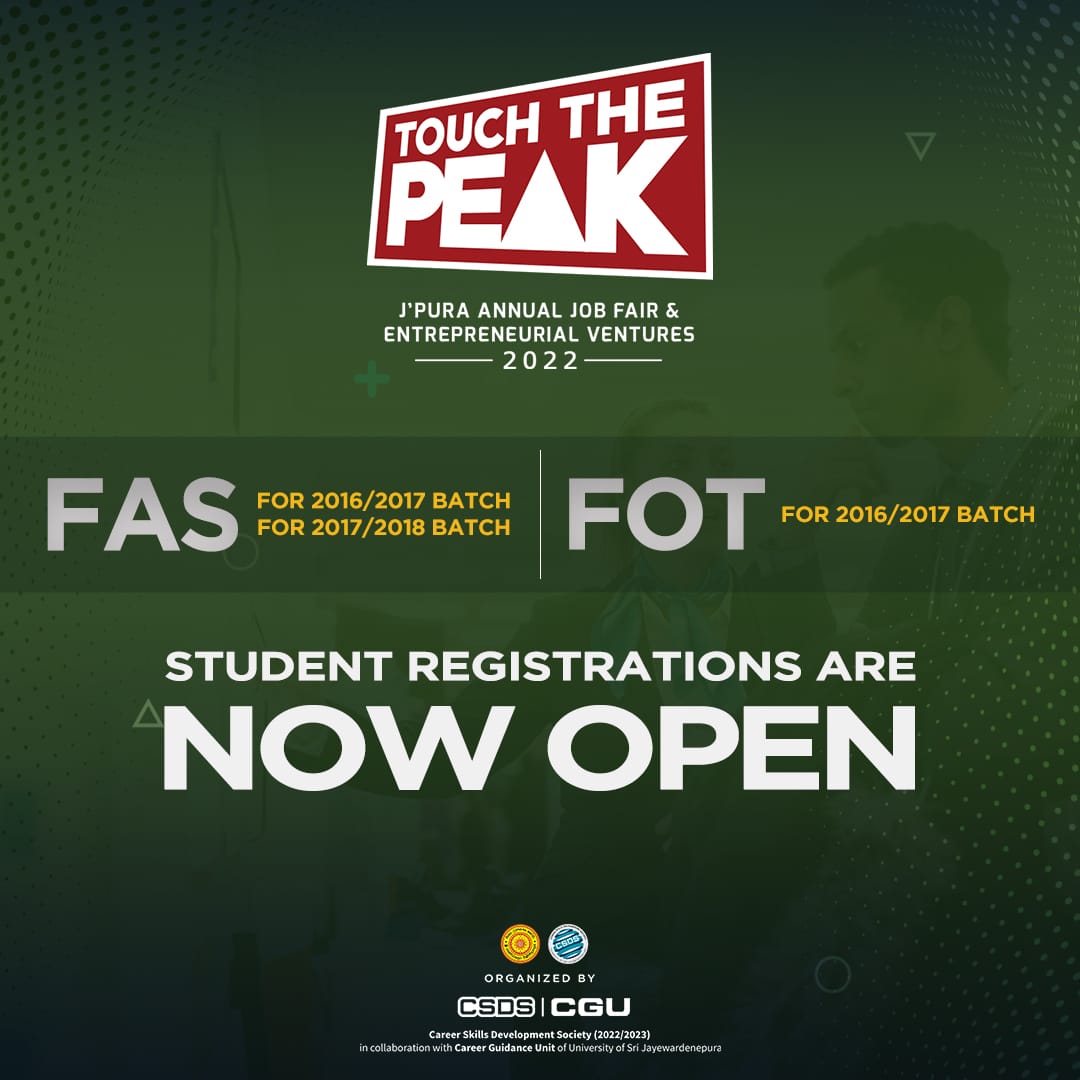 TOUCH THE
PEAK
J'PURA ANNUAL JOB FAIR &
ENTREPRENEURIAL VENTURES
2022
FAS
FOR 2016/2017 BATCH
FOR 2017/2018 BATCH
FOT
FOR 2016/2017 BATCH
STUDENT REGISTRATIONS ARE
NOW OPEN
CSDS
ORGANIZED BY
CSDS | CGU
Career Skills Development Society (2022/2023)
in collaboration with Career Guidance Unit of University of Sri Jayewardenepura